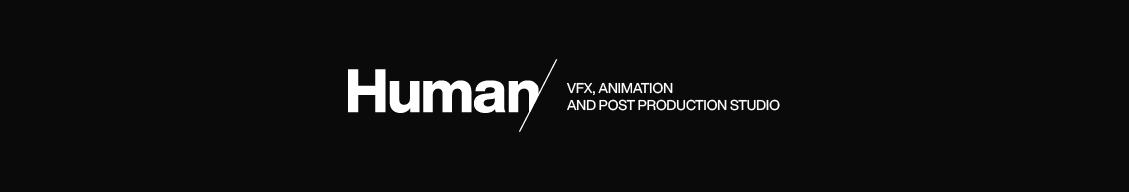 Human
VFX, ANIMATION
AND POST PRODUCTION STUDIO